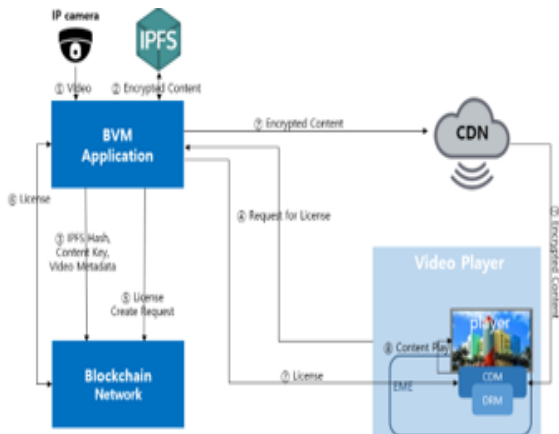 IP camera
IPFS
① Video
② Encrypted Content
BVM
Application
⑦ Encrypted Content
CDN
⑥ License
④ Request for License
③ IPFS Hash,
Content Key,
Video Metadata
⑤ License
Create Request
⑦ Encrypted Content
Video Player
player
⑧ Content Play
CDM
EME
DRM
⑦ License
Blockchain
Network